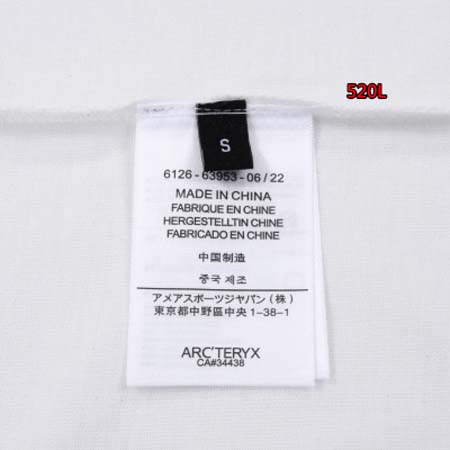 520L
S
6126 - 63953 - 06 / 22
MADE IN CHINA
FABRIQUE EN CHINE
HERGESTELLTIN CHINE
FABRICADO EN CHINE
中国制造
중국 제조
アメアスポーツジャパン（株）
東京都中野區中央1-38-1
ARC'TERYX
CA#34438